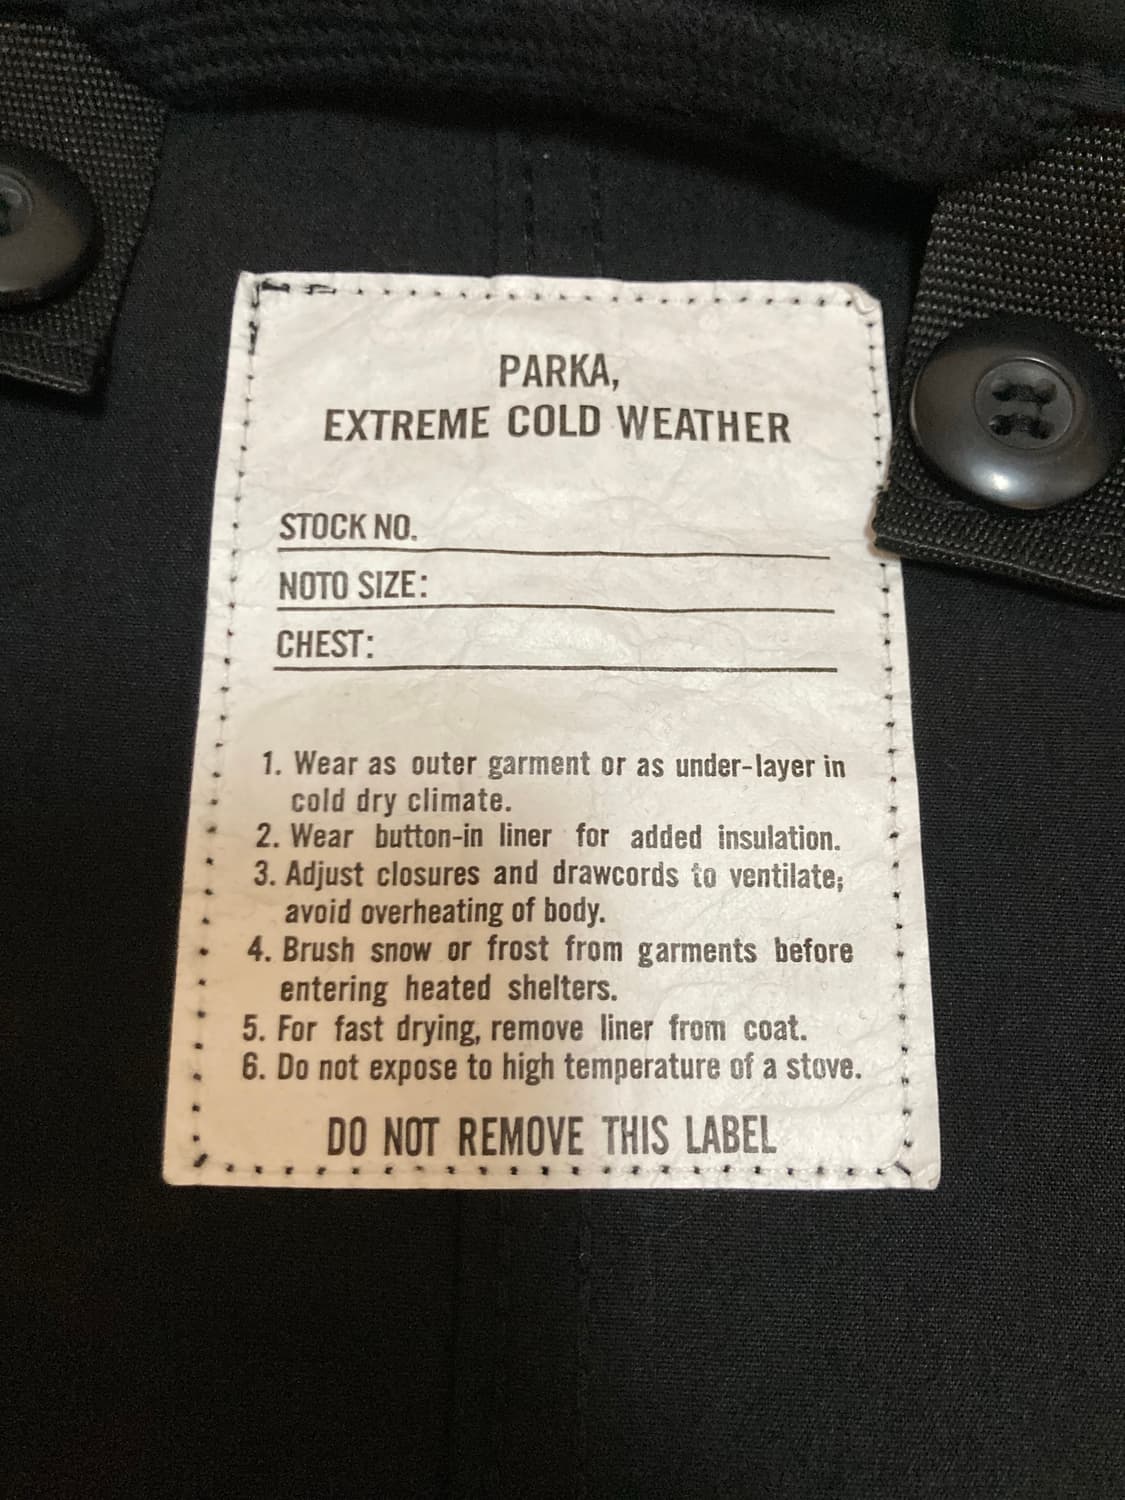 PARKA,
EXTREME COLD WEATHER
STOCK NO.
NOTO SIZE:
CHEST:
1. Wear as outer garment or as under-layer in
cold dry climate.
2. Wear button-in liner for added insulation.
3. Adjust closures and drawcords to ventilate;
avoid overheating of body.
4. Brush snow or frost from garments before
entering heated shelters.
5. For fast drying, remove liner from coat.
6. Do not expose to high temperature of a stove.
DO NOT REMOVE THIS LABEL